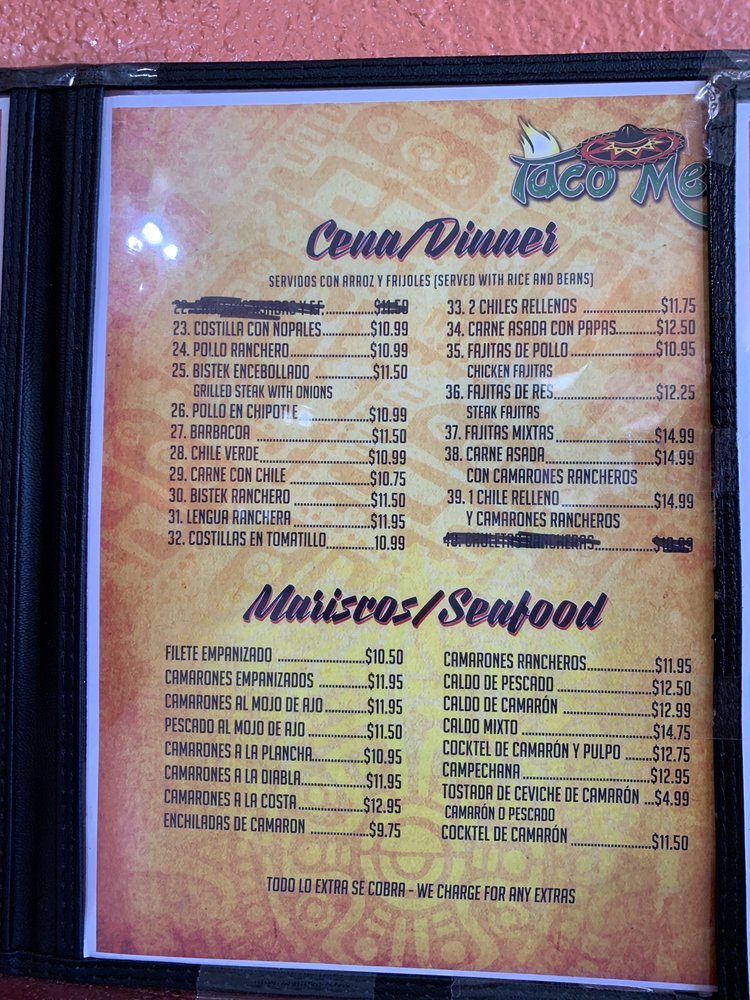 Taco Me
Cena/Dinner
SERVIDOS CON ARROZ Y FRIJOLES (SERVED WITH RICE AND BEANS)
22. Y F.F. $11.50
23. COSTILLA CON NOPALES $10.99
24. POLLO RANCHERO $10.99
25. BISTEK ENCEBOLLADO $11.50
GRILLED STEAK WITH ONIONS
26. POLLO EN CHIPOTLE $10.99
27. BARBACOA $11.50
28. CHILE VERDE $10.99
29. CARNE CON CHILE $10.75
30. BISTEK RANCHERO $11.50
31. LENGUA RANCHERA $11.95
32. COSTILLAS EN TOMATILLO 10.99
33. 2 CHILES RELLENOS $11.75
34. CARNE ASADA CON PAPAS $12.50
35. FAJITAS DE POLLO $10.95
CHICKEN FAJITAS
36. FAJITAS DE RES $12.25
STEAK FAJITAS
37. FAJITAS MIXTAS $14.99
38. CARNE ASADA $14.99
CON CAMARONES RANCHEROS
39. 1 CHILE RELLENO $14.99
Y CAMARONES RANCHEROS
40. CHULETAS RANCHERAS $10.99
Mariscos/Seafood
FILETE EMPANIZADO $10.50
CAMARONES EMPANIZADOS $11.95
CAMARONES AL MOJO DE AJO $11.95
PESCADO AL MOJO DE AJO $11.50
CAMARONES A LA PLANCHA $10.95
CAMARONES A LA DIABLA $11.95
CAMARONES A LA COSTA $12.95
ENCHILADAS DE CAMARON $9.75
CAMARONES RANCHEROS $11.95
CALDO DE PESCADO $12.50
CALDO DE CAMARÓN $12.99
CALDO MIXTO $14.75
COCKTEL DE CAMARÓN Y PULPO $12.75
CAMPECHANA $12.95
TOSTADA DE CEVICHE DE CAMARÓN $4.99
CAMARÓN O PESCADO
COCKTEL DE CAMARÓN $11.50
TODO LO EXTRA SE COBRA - WE CHARGE FOR ANY EXTRAS